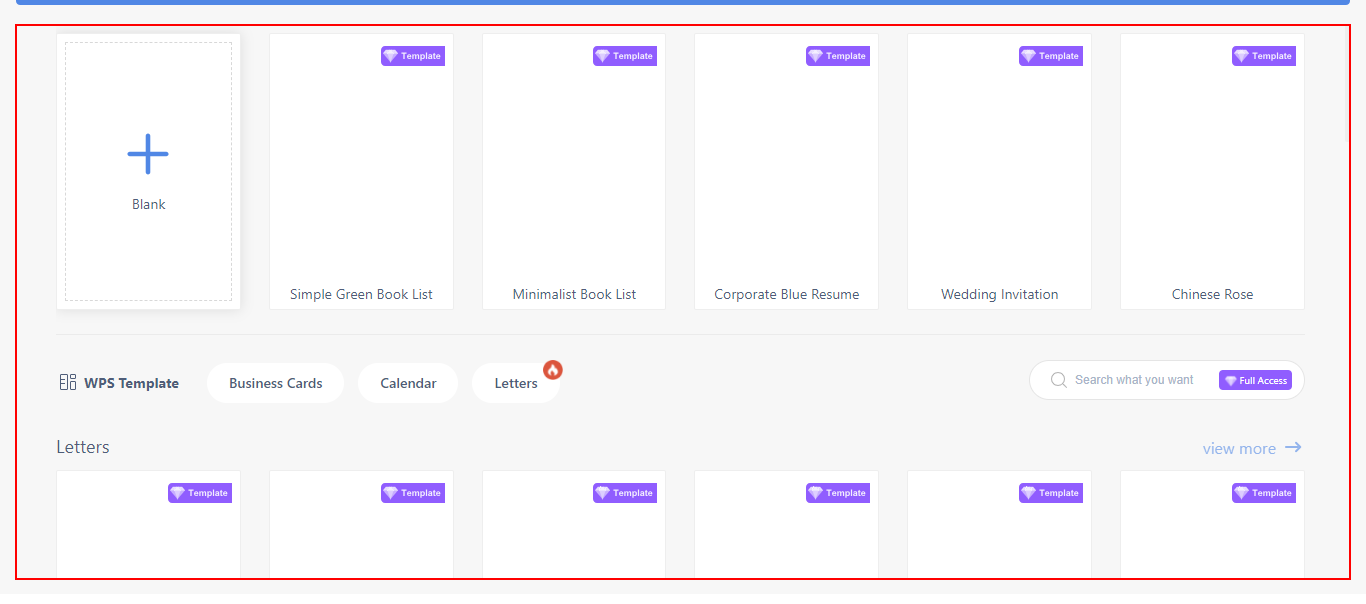 Template Template Template Template Template
Blank
Simple Green Book List Minimalist Book List Corporate Blue Resume Wedding Invitation Chinese Rose
WPS Template Business Cards Calendar Letters Search what you want Full Access
Letters view more
Template Template Template Template Template Template